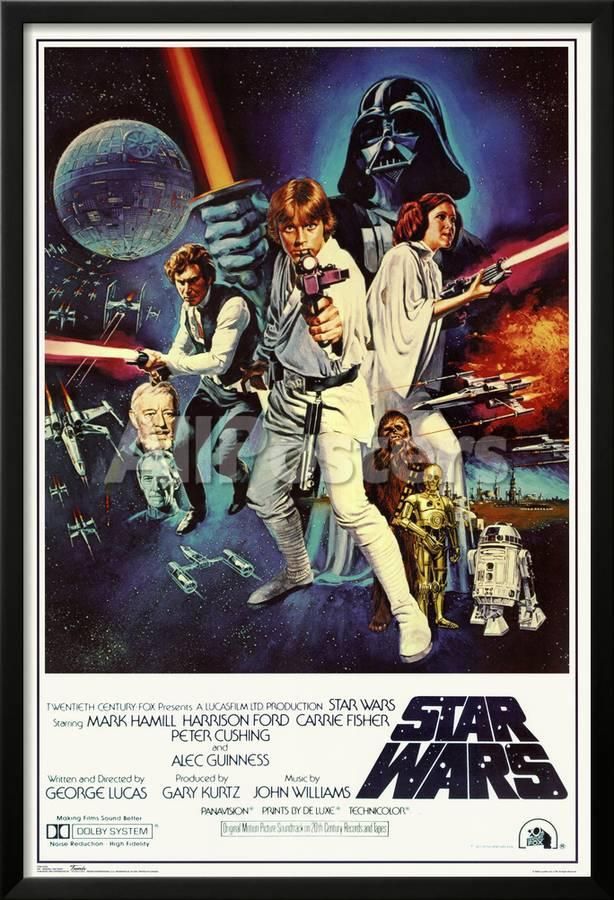 AllPosters
TWENTIETH CENTURY-FOX Presents A LUCASFILM LTD. PRODUCTION STAR WARS
Starring MARK HAMILL HARRISON FORD CARRIE FISHER
PETER CUSHING
and
ALEC GUINNESS
STAR
WARS
Written and Directed by
GEORGE LUCAS
Produced by
GARY KURTZ
Music by
JOHN WILLIAMS
PANAVISION® PRINTS BY DE LUXE® TECHNICOLOR®
Making Films Sound Better
DOLBY SYSTEM®
Noise Reduction · High Fidelity
Original Motion Picture Soundtrack on 20th Century Records and Tapes
FOX ®